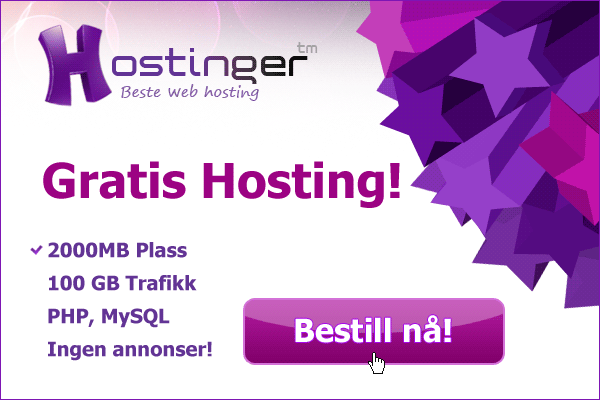 Hostinger tm
Beste Web hosting
Gratis Hosting!
2000MB Plass
100 GB Trafikk
PHP, MySQL
Ingen annonser!
Bestill nå!